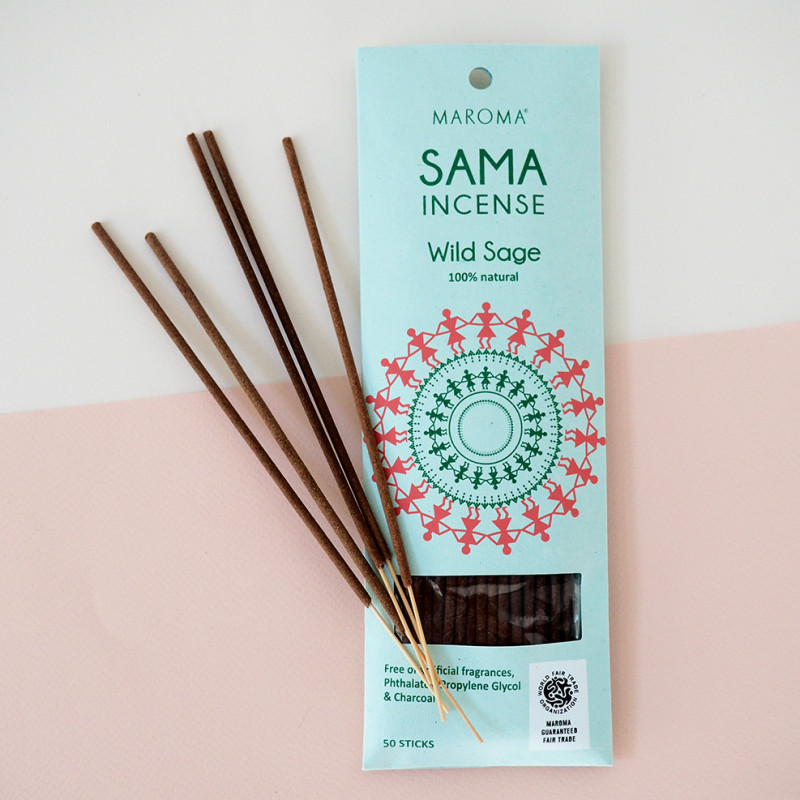 MAROMA®
SAMA
INCENSE
Wild Sage
100% natural
Free of artificial fragrances,
Phthalates, Propylene Glycol
& Charcoal
50 STICKS
WORLD FAIR TRADE
ORGANIZATION
MAROMA
GUARANTEED
FAIR TRADE